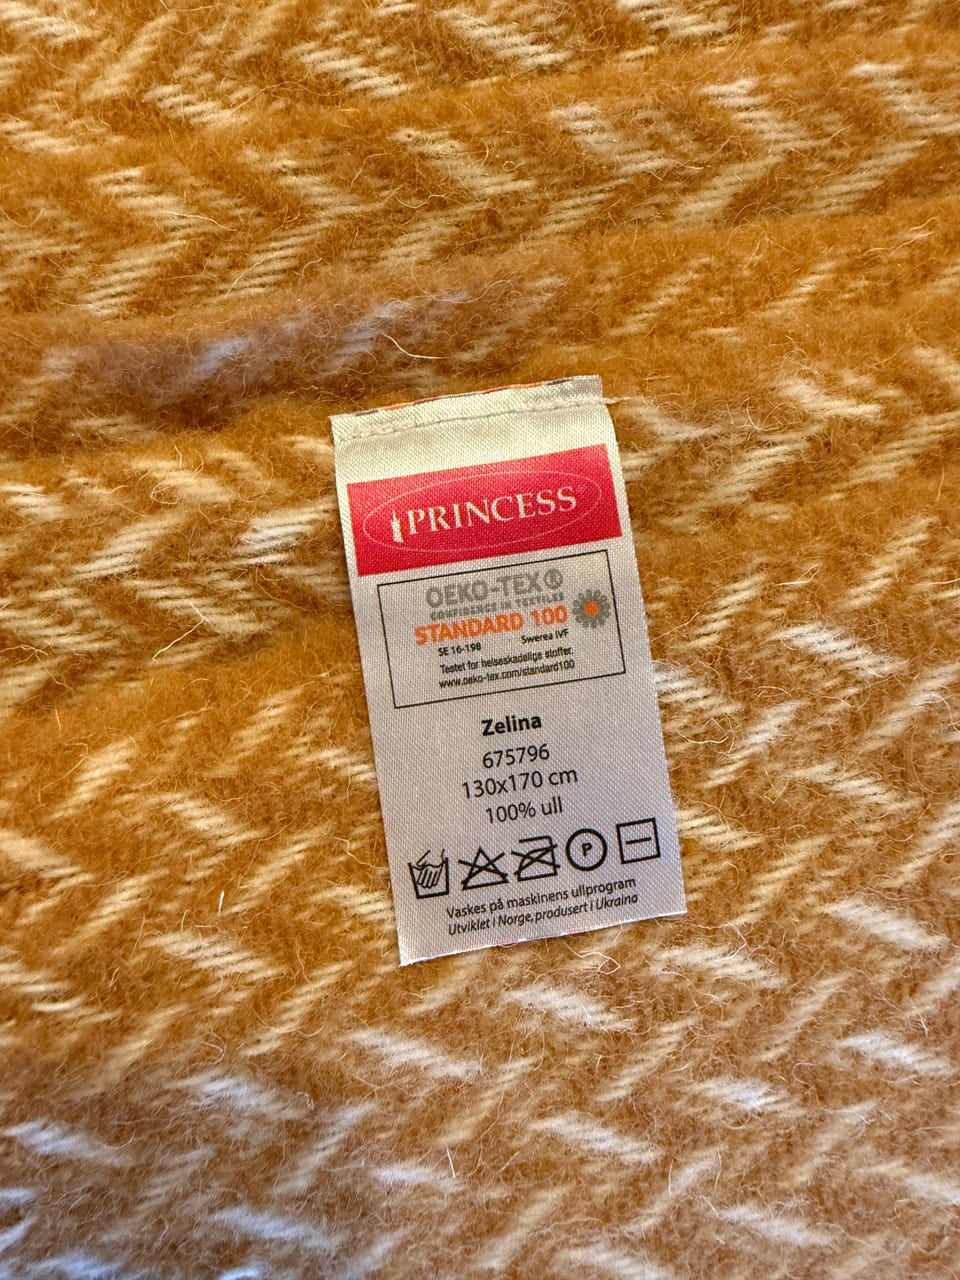 PRINCESS
OEKO-TEX®
CONFIDENCE IN TEXTILES
STANDARD 100
SE 16-198 Swerea IVF
Testet for helseskadelige stoffer.
www.oeko-tex.com/standard100
Zelina
675796
130x170 cm
100% ull
P
Vaskes på maskinens ullprogram
Utviklet i Norge, produsert i Ukraina